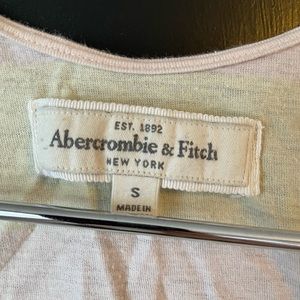 EST. 1892
Abercrombie & Fitch
NEW YORK
S
MADE IN